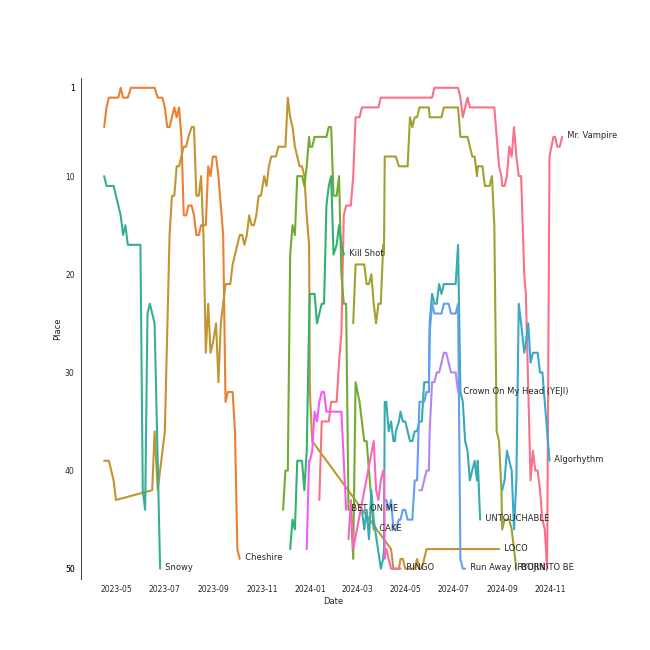 1
Mr. Vampire
10
Kill Shot
20
Place
30
Crown On My Head (YEJI)
Algorhythm
40
BET ON ME
UNTOUCHABLE
CAKE
LOCO
Cheshire
50
Snowy
RINGO
Run Away (RYUJIN)
BORN TO BE
2023-05 2023-07 2023-09 2023-11 2024-01 2024-03 2024-05 2024-07 2024-09 2024-11
Date